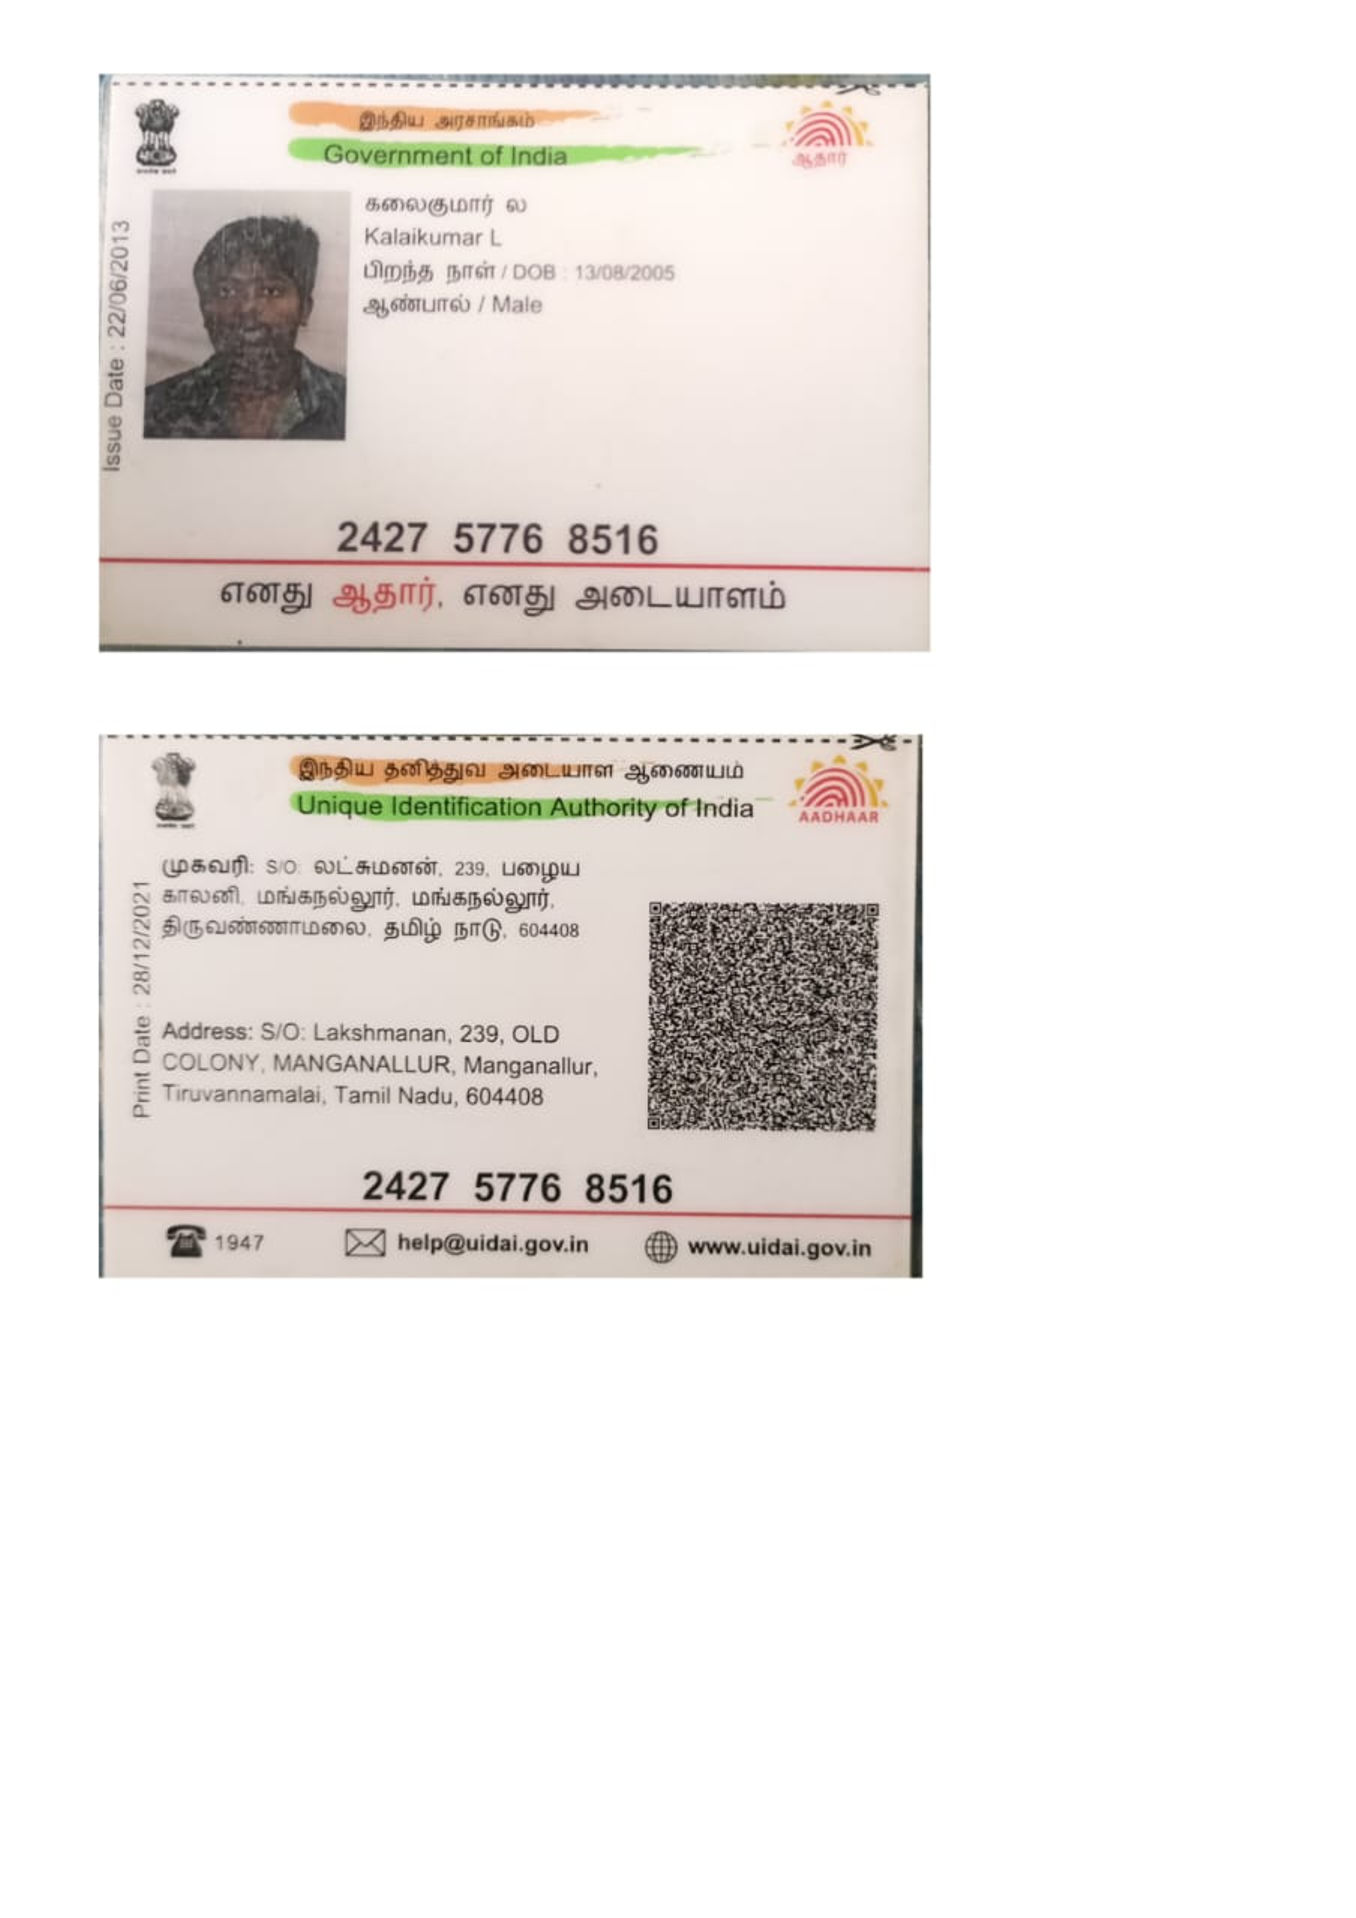 இந்திய அரசாங்கம்
Government of India
ஆதார்
Issue Date : 22/06/2013
கலைகுமார் ல
Kalaikumar L
பிறந்த நாள் / DOB : 13/08/2005
ஆண்பால் / Male
2427 5776 8516
எனது ஆதார், எனது அடையாளம்
இந்திய தனித்துவ அடையாள ஆணையம்
Unique Identification Authority of India
AADHAAR
Print Date : 28/12/2021
முகவரி: S/O: லட்சுமனன், 239, பழைய
காலனி, மங்கநல்லூர், மங்கநல்லூர்,
திருவண்ணாமலை, தமிழ் நாடு, 604408
Address: S/O: Lakshmanan, 239, OLD
COLONY, MANGANALLUR, Manganallur,
Tiruvannamalai, Tamil Nadu, 604408
2427 5776 8516
1947
help@uidai.gov.in
www.uidai.gov.in